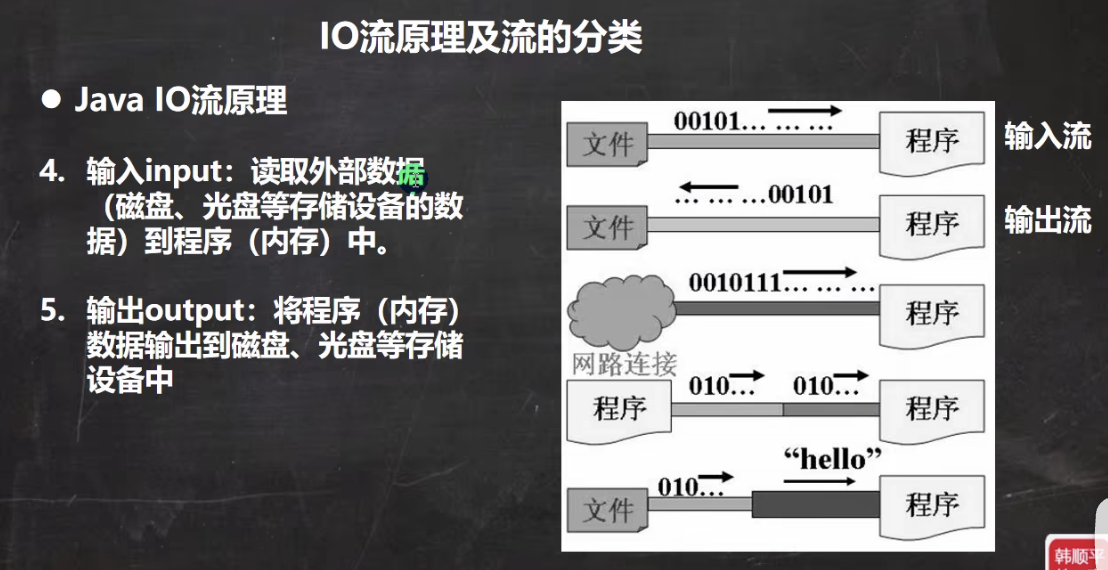 IO流原理及流的分类
● Java IO流原理
4. 输入input：读取外部数据
（磁盘、光盘等存储设备的数
据）到程序（内存）中。
5. 输出output：将程序（内存）
数据输出到磁盘、光盘等存储
设备中
00101... ... ...
文件
程序
输入流
... ... ...00101
文件
程序
输出流
0010111... ... ...
程序
网路连接
010... 010...
程序
程序
“hello”
010...
文件
程序
韩顺平